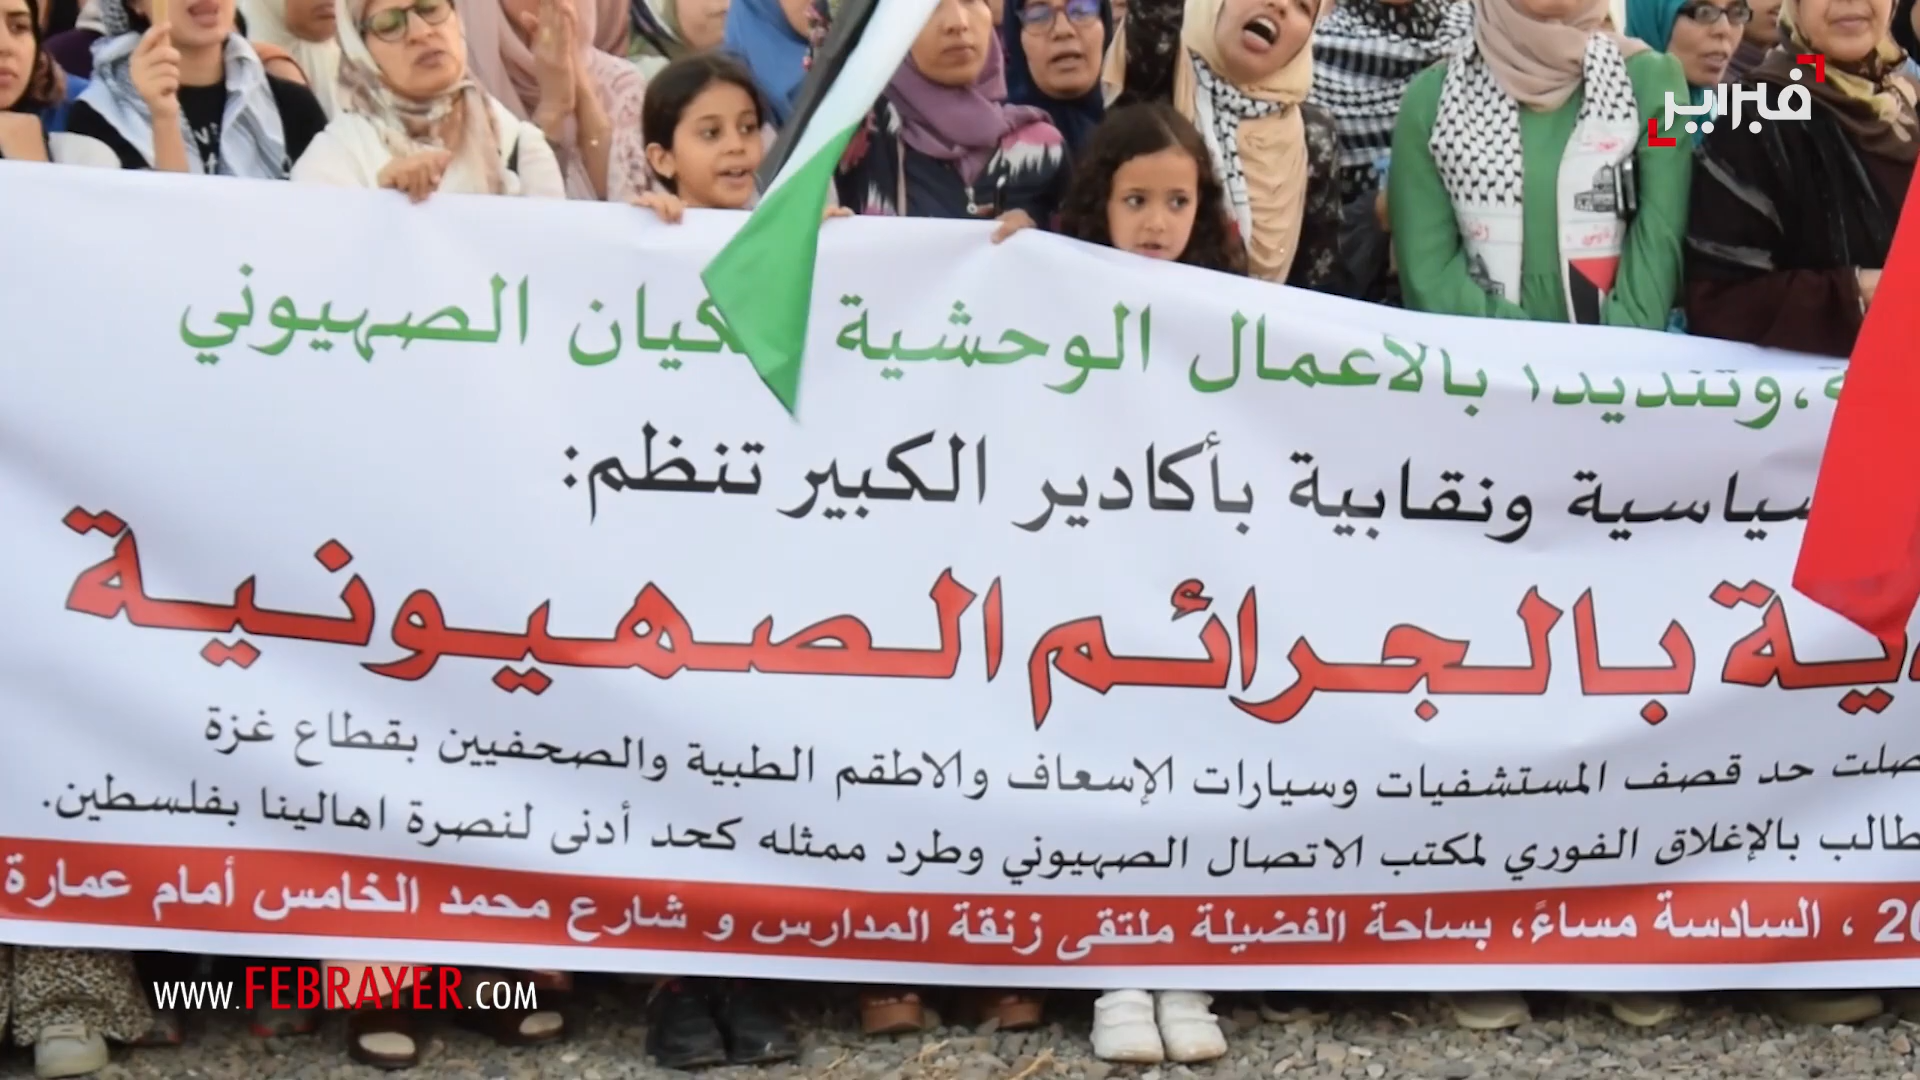 فبراير
،وتنديدا بالاعمال الوحشية كيان الصهيوني
سياسية ونقابية بأكادير الكبير تنظم:
بالجرائم الصهيونية
حد قصف المستشفيات وسيارات الإسعاف والاطقم الطبية والصحفيين بقطاع غزة
طالب بالإغلاق الفوري لمكتب الاتصال الصهيوني وطرد ممثله كحد أدنى لنصرة اهالينا بفلسطين.
20 ، السادسة مساءً، بساحة الفضيلة ملتقى زنقة المدارس و شارع محمد الخامس أمام عمارة
WWW.FEBRAYER.COM